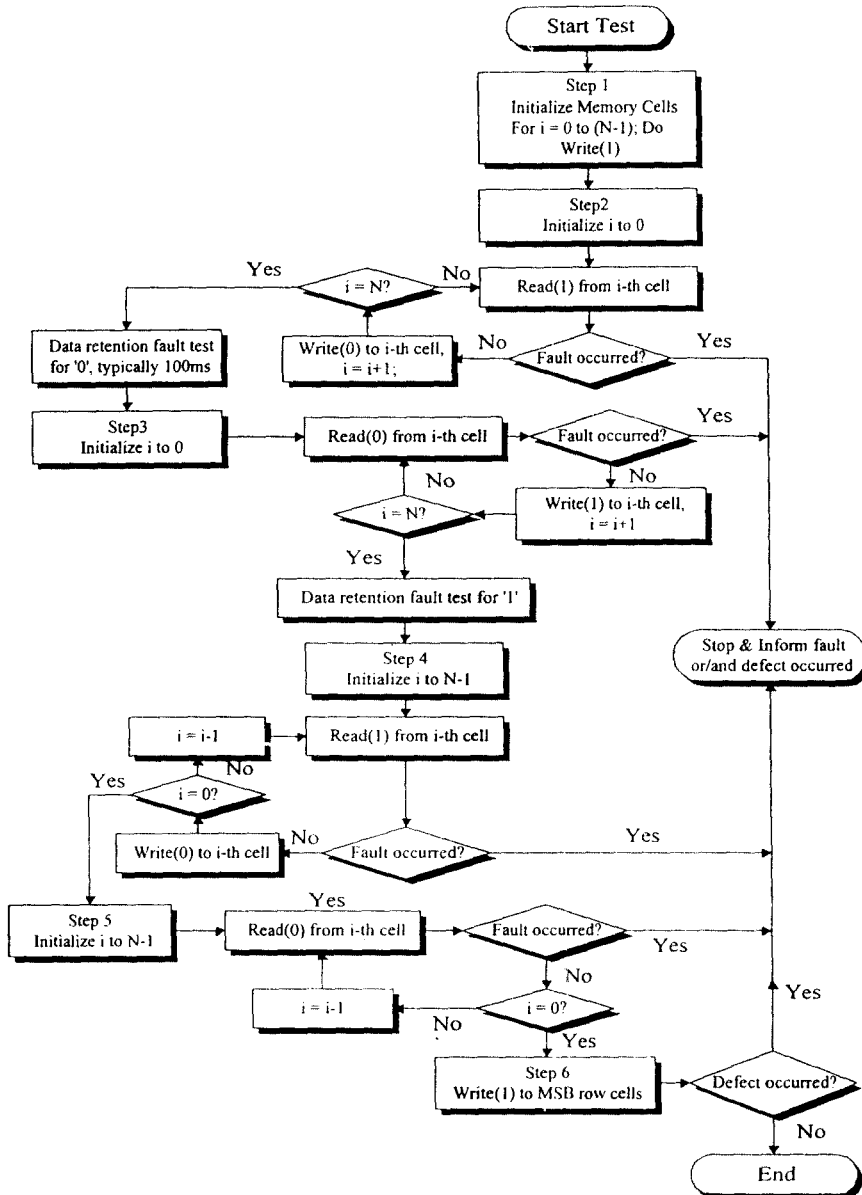 Start Test
Step 1
Initialize Memory Cells
For i = 0 to (N-1); Do
Write(1)
Step2
Initialize i to 0
Yes
i = N?
No
Read(1) from i-th cell
Data retention fault test
for '0', typically 100ms
Write(0) to i-th cell,
i = i+1;
No
Fault occurred?
Yes
Step3
Initialize i to 0
Read(0) from i-th cell
Fault occurred?
Yes
No
No
i = N?
Write(1) to i-th cell,
i = i+1
Yes
Data retention fault test for '1'
Step 4
Initialize i to N-1
Stop & Inform fault
or/and defect occurred
i = i-1
Read(1) from i-th cell
No
Yes
i = 0?
Write(0) to i-th cell
No
Fault occurred?
Yes
Yes
Step 5
Initialize i to N-1
Read(0) from i-th cell
Fault occurred?
Yes
No
i = i-1
No
i = 0?
Yes
Yes
Step 6
Write(1) to MSB row cells
Defect occurred?
No
End